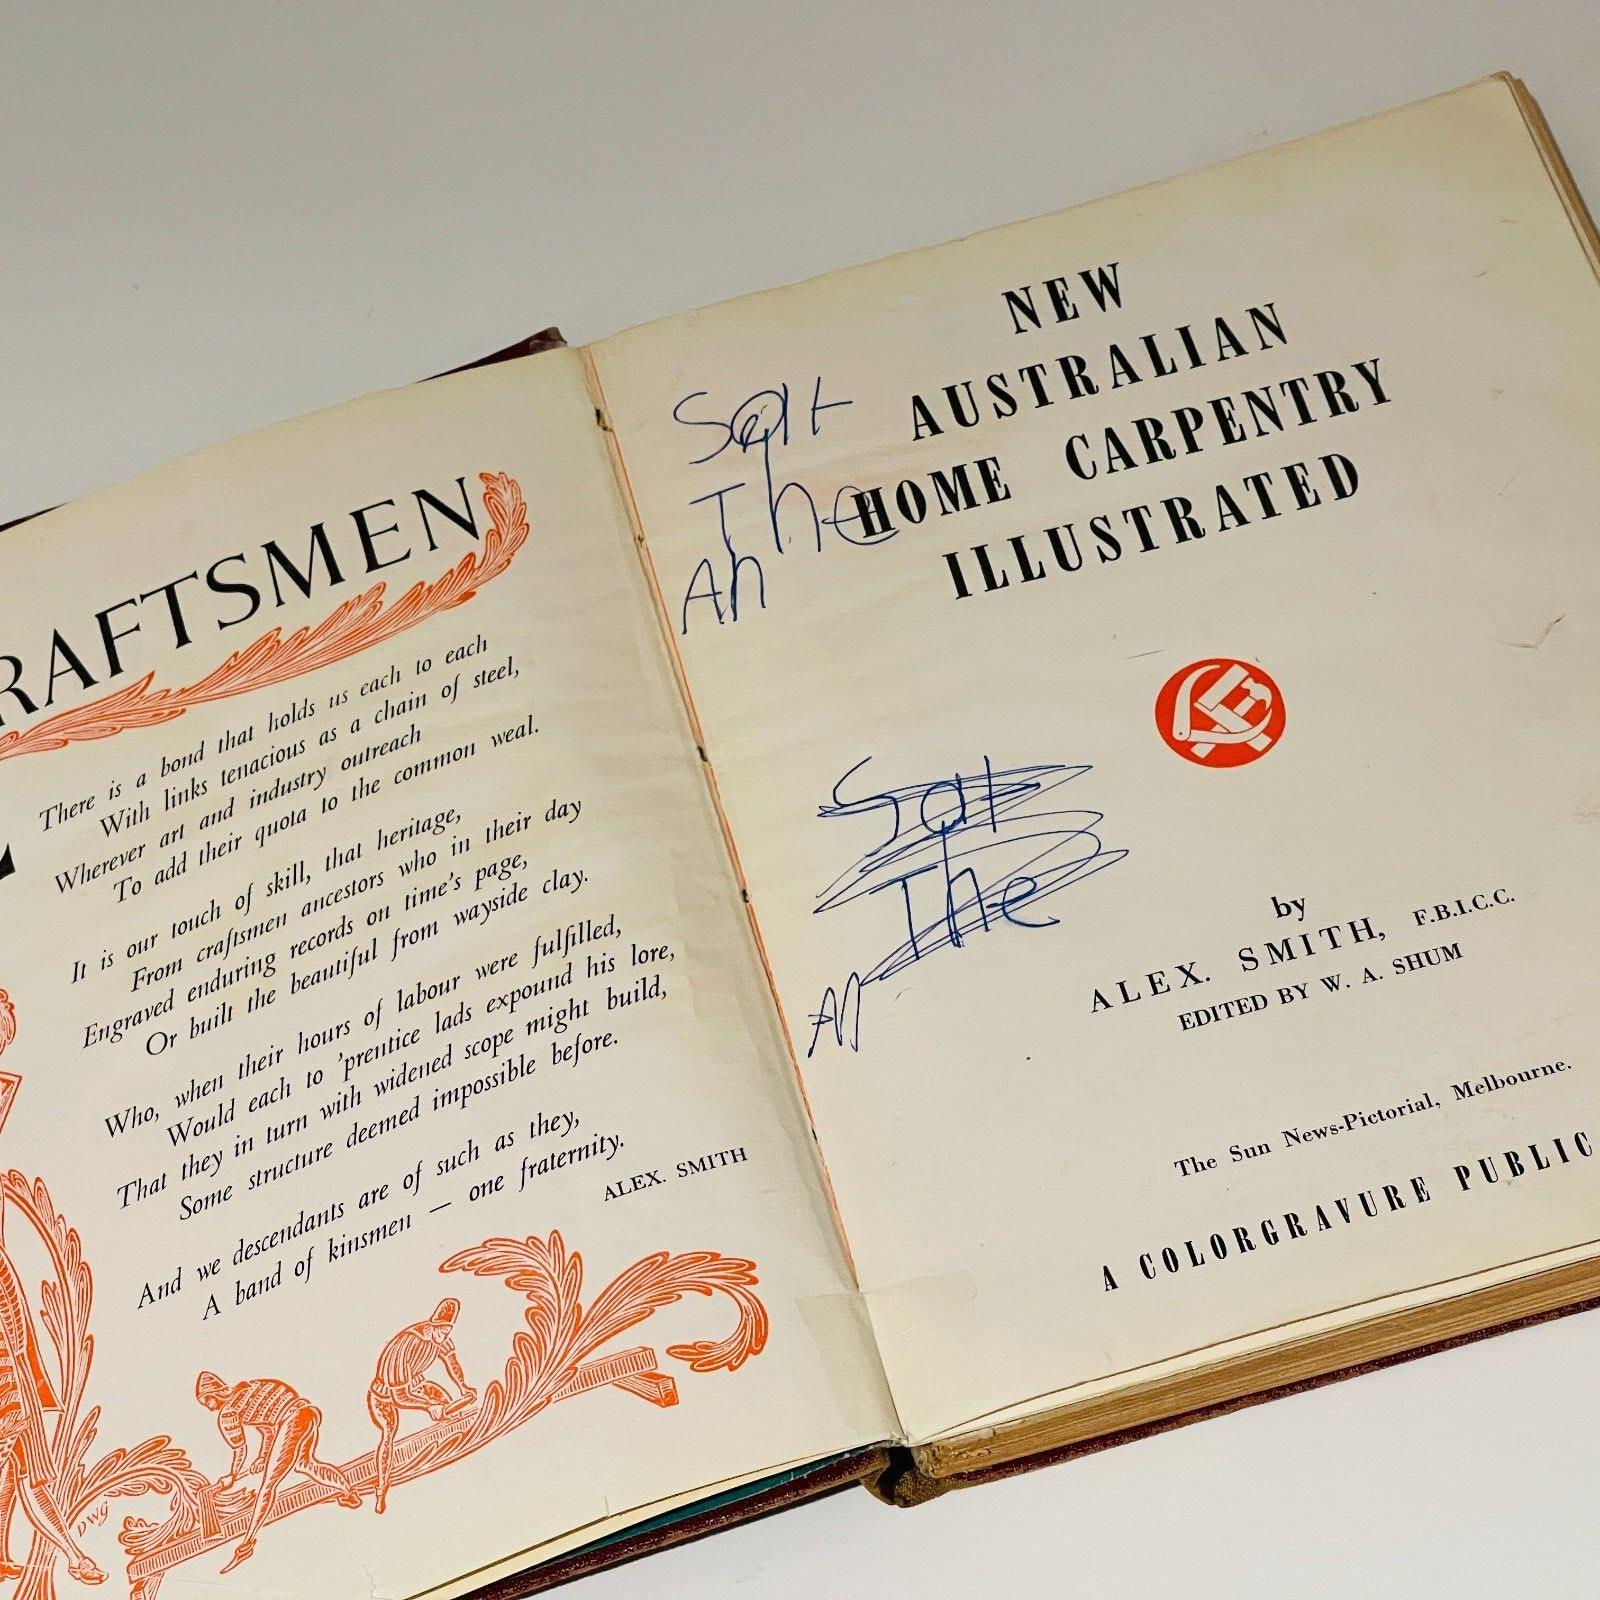 RAFTSMEN
There is a bond that holds us each to each
With links tenacious as a chain of steel,
Wherever art and industry outreach
To add their quota to the common weal.
It is our touch of skill, that heritage,
From craftsmen ancestors who in their day
Engraved enduring records on time's page,
Or built the beautiful from wayside clay.
Who, when their hours of labour were fulfilled,
Would each to 'prentice lads expound his lore,
That they in turn with widened scope might build,
Some structure deemed impossible before.
And we descendants are of such as they,
A band of kinsmen — one fraternity.
ALEX. SMITH
DWG
NEW
AUSTRALIAN
HOME CARPENTRY
ILLUSTRATED
Sat
The
An
Sat
The
by
ALEX. SMITH, F.B.I.C.C.
EDITED BY W. A. SHUM
The Sun News-Pictorial, Melbourne.
A COLORGRAVURE PUBLIC